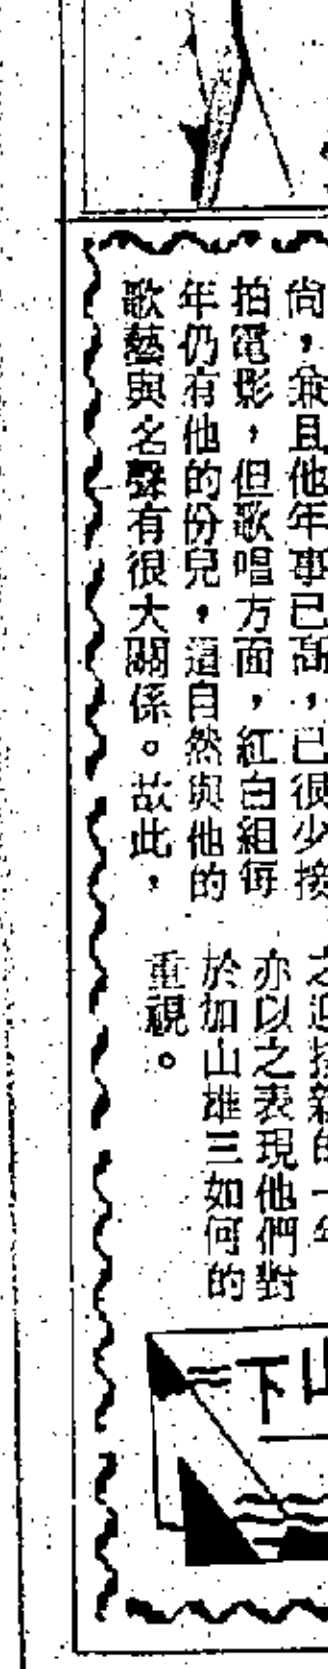 尚，兼且他年事已高，已很少接
拍電影，但歌唱方面，紅白組每
年仍有他的份兒，這自然與他的
歌藝與名聲有很大關係。故此，
之迎接新的一年
亦以之表現他們對
於加山雄三如何的
重視。
下山